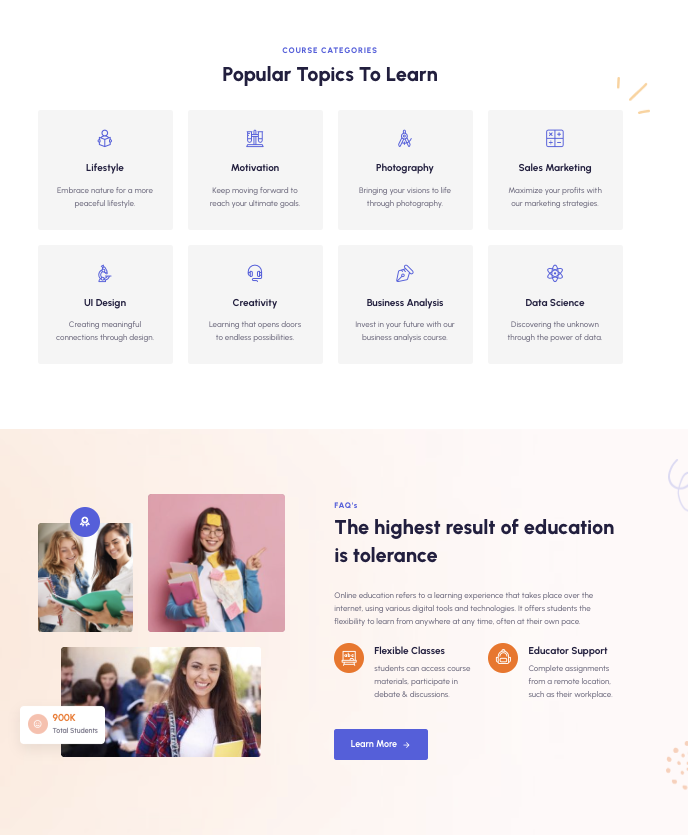 COURSE CATEGORIES
Popular Topics To Learn
Lifestyle
Embrace nature for a more
peaceful lifestyle.
Motivation
Keep moving forward to
reach your ultimate goals.
Photography
Bringing your visions to life
through photography.
Sales Marketing
Maximize your profits with
our marketing strategies.
UI Design
Creating meaningful
connections through design.
Creativity
Learning that opens doors
to endless possibilities.
Business Analysis
Invest in your future with our
business analysis course.
Data Science
Discovering the unknown
through the power of data.
900K
Total Students
FAQ's
The highest result of education
is tolerance
Online education refers to a learning experience that takes place over the
internet, using various digital tools and technologies. It offers students the
flexibility to learn from anywhere at any time, often at their own pace.
Flexible Classes
students can access course
materials, participate in
debate & discussions.
Educator Support
Complete assignments
from a remote location,
such as their workplace.
Learn More →